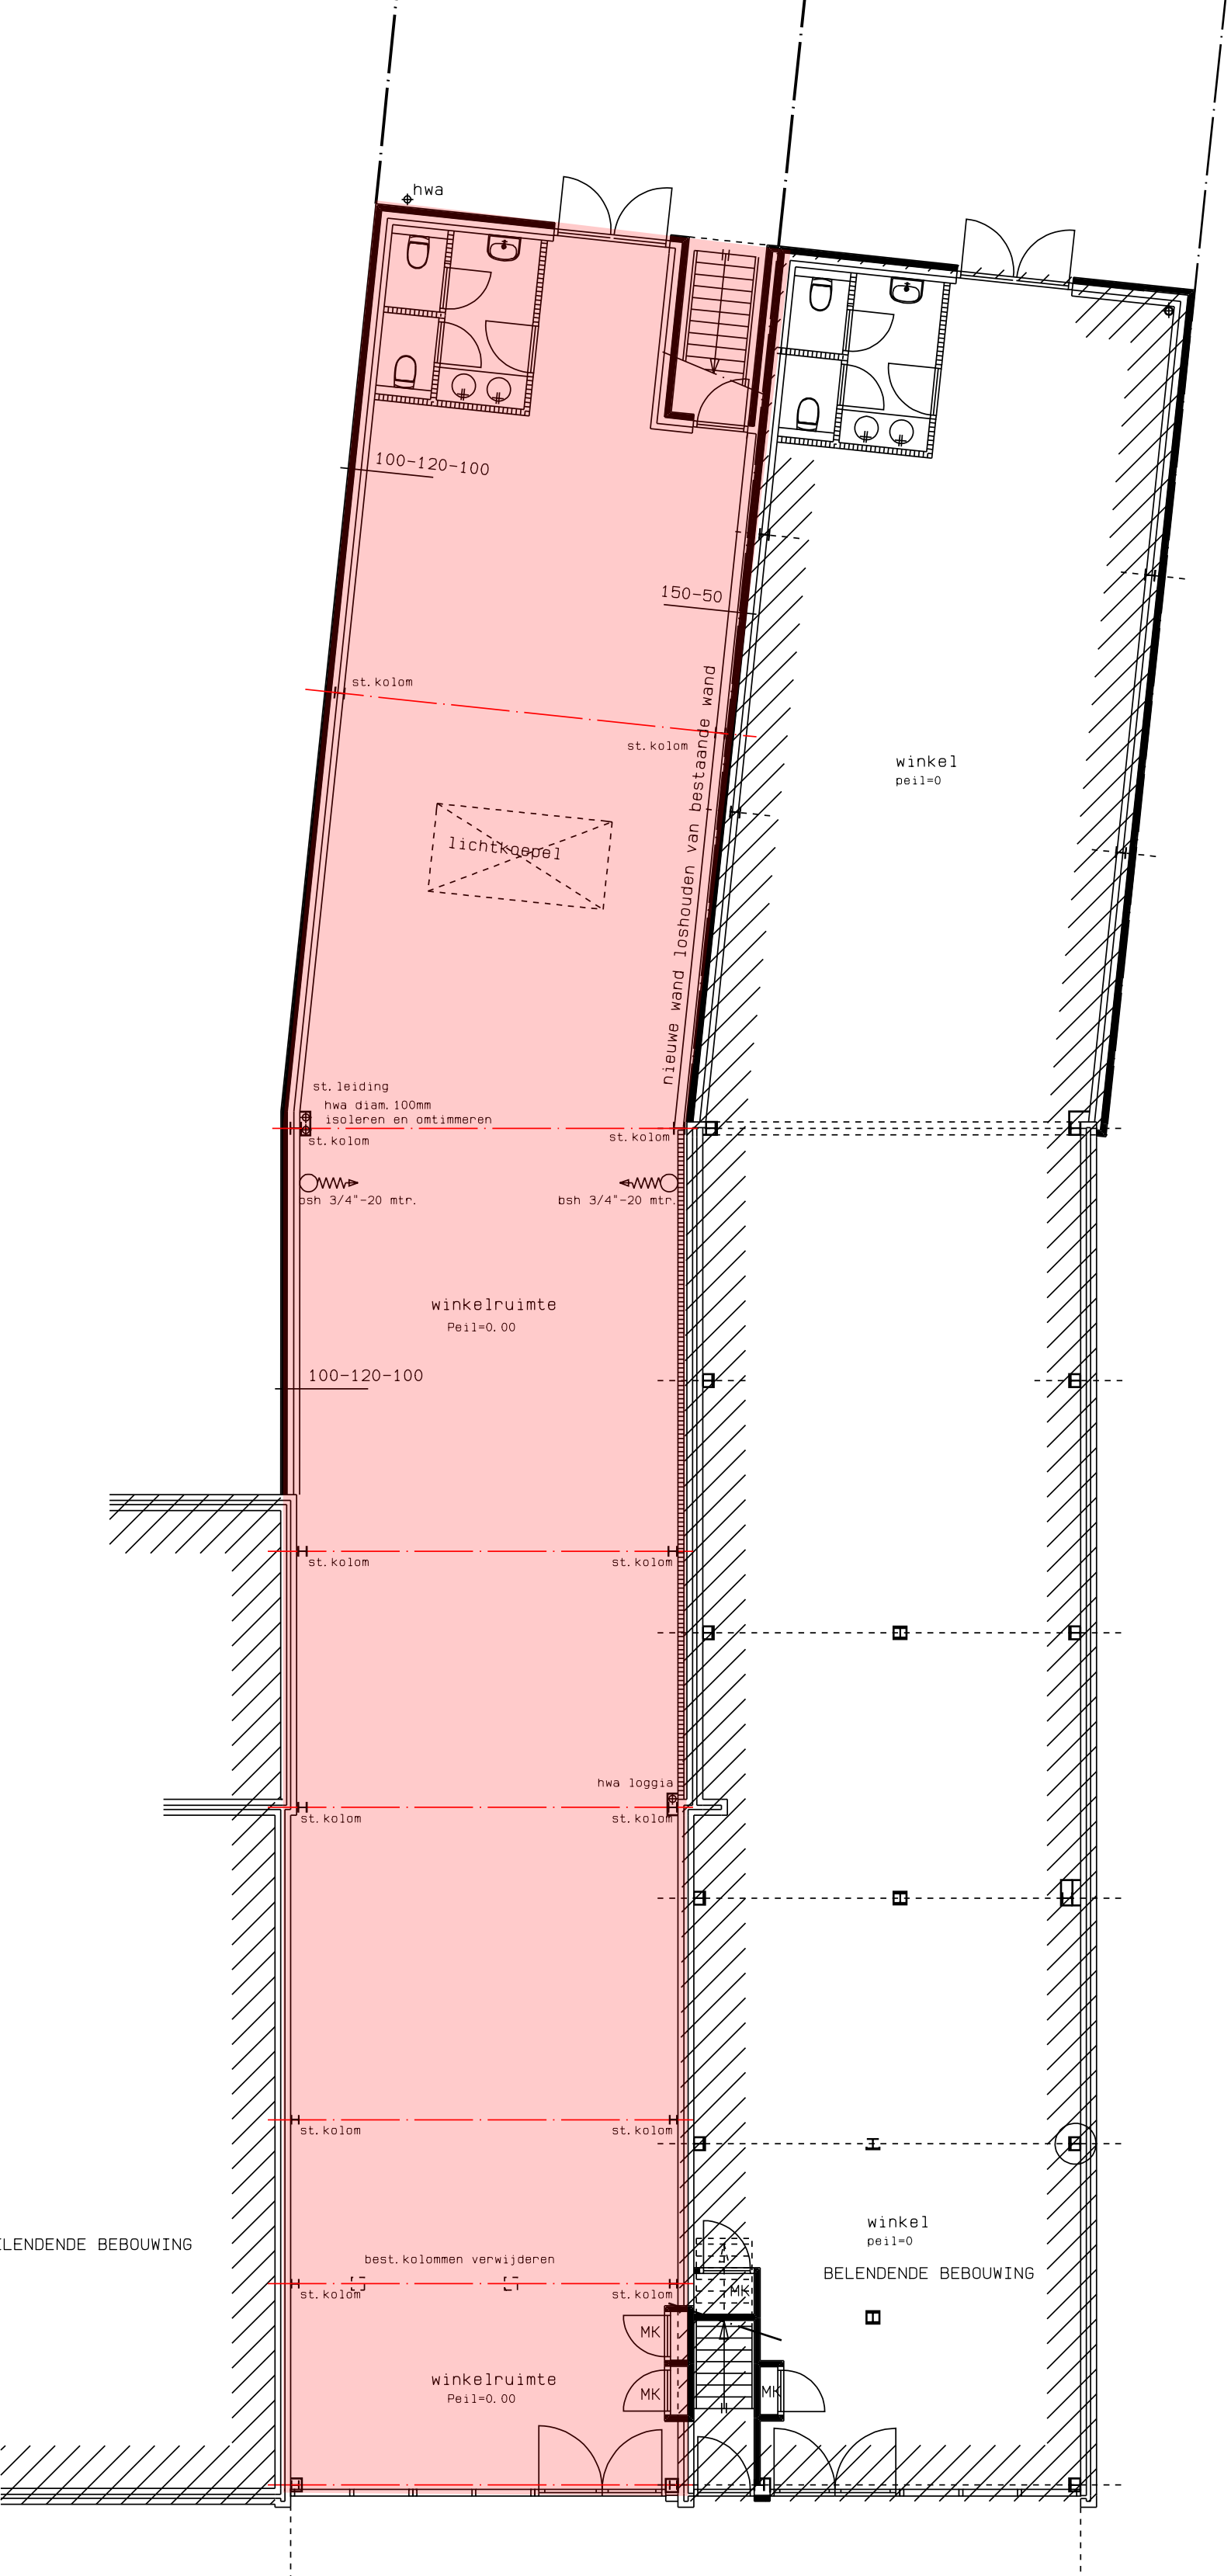 hwa
100-120-100
150-50
st.kolom
st.kolom
nieuwe wand loshouden van bestaande wand
winkel
peil=0
lichtkoepel
st.leiding
hwa diam.100mm
isoleren en omtimmeren
st.kolom
st.kolom
bsh 3/4"-20 mtr.
bsh 3/4"-20 mtr.
winkelruimte
Peil=0.00
100-120-100
st.kolom
st.kolom
hwa loggia
st.kolom
st.kolom
st.kolom
st.kolom
winkel
peil=0
ELENDENDE BEBOUWING
best.kolommen verwijderen
BELENDENDE BEBOUWING
st.kolom
st.kolom
MK
MK
winkelruimte
Peil=0.00
MK
MK